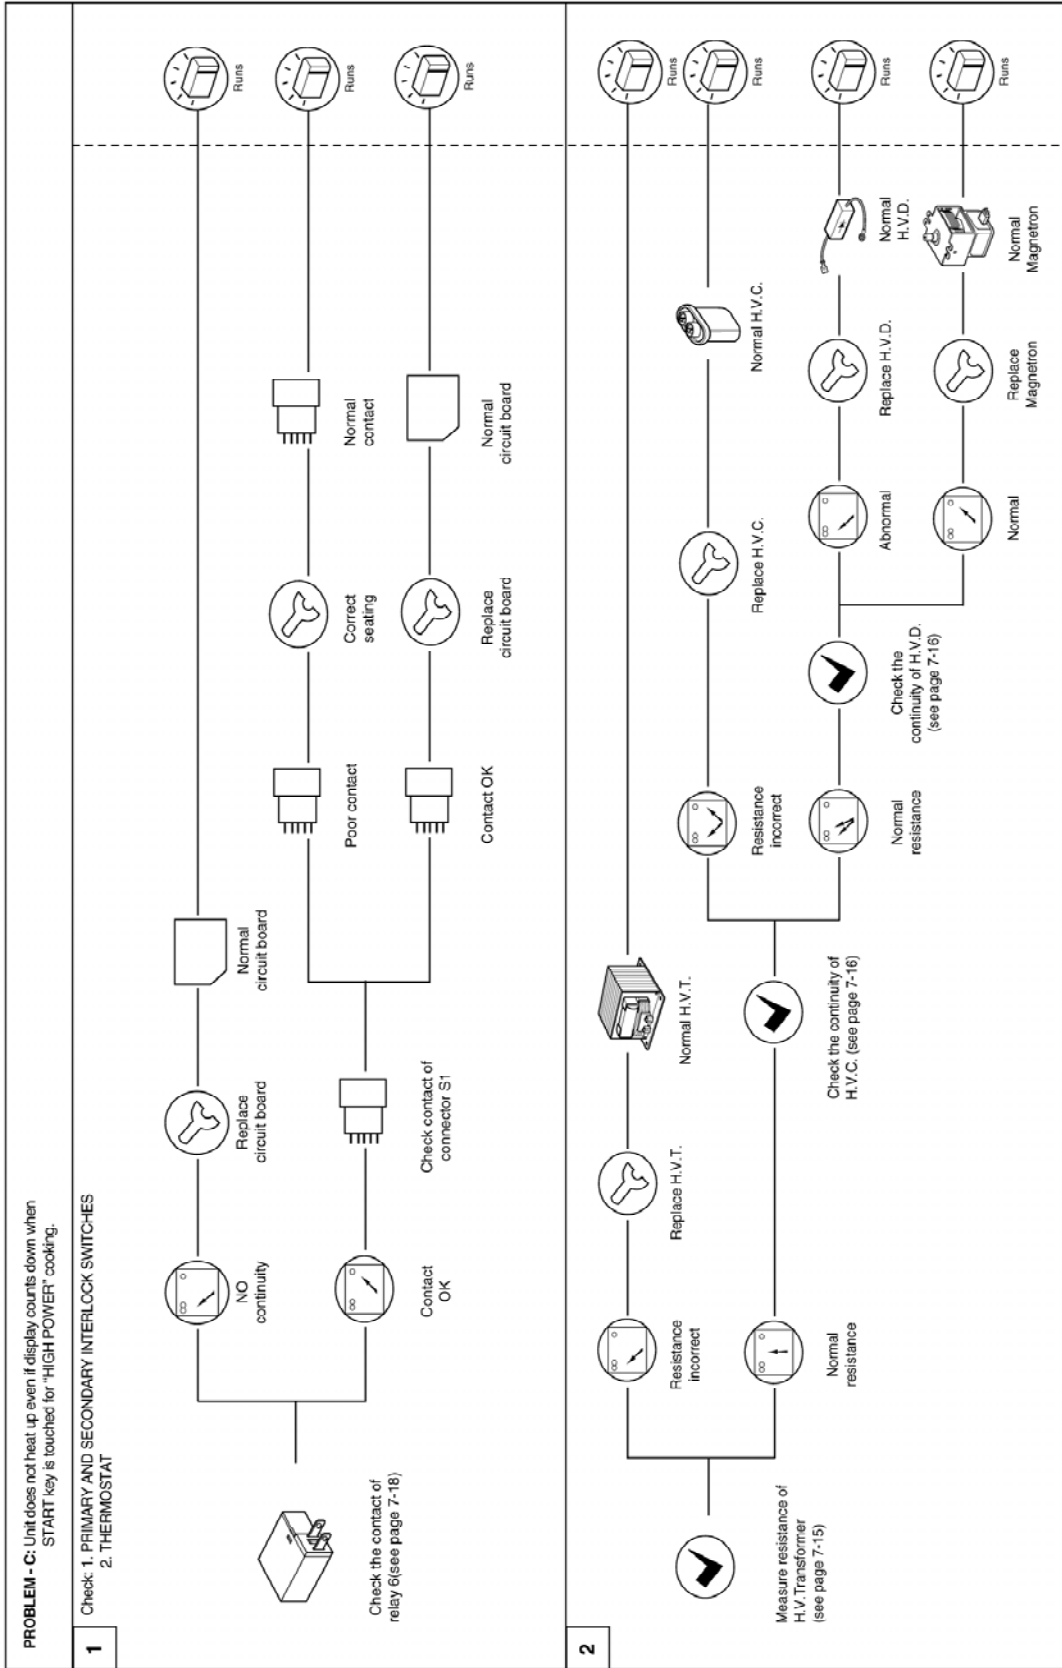 PROBLEM - C: Unit does not heat up even if display counts down when
START key is touched for "HIGH POWER" cooking.
1
Check: 1. PRIMARY AND SECONDARY INTERLOCK SWITCHES
2. THERMOSTAT
Check the contact of
relay 6(see page 7-18)
NO
continuity
Replace
circuit board
Normal
circuit board
Runs
Contact
OK
Check contact of
connector S1
Poor contact
Correct
seating
Normal
contact
Runs
Contact OK
Replace
circuit board
Normal
circuit board
Runs
2
Measure resistance of
H.V.Transformer
(see page 7-15)
Resistance
incorrect
Replace H.V.T.
Normal H.V.T.
Runs
Normal
resistance
Check the continuity of
H.V.C. (see page 7-16)
Resistance
incorrect
Replace H.V.C.
Normal H.V.C.
Runs
Normal
resistance
Check the
continuity of H.V.D.
(see page 7-16)
Abnormal
Replace H.V.D.
Normal
H.V.D.
Runs
Normal
Replace
Magnetron
Normal
Magnetron
Runs